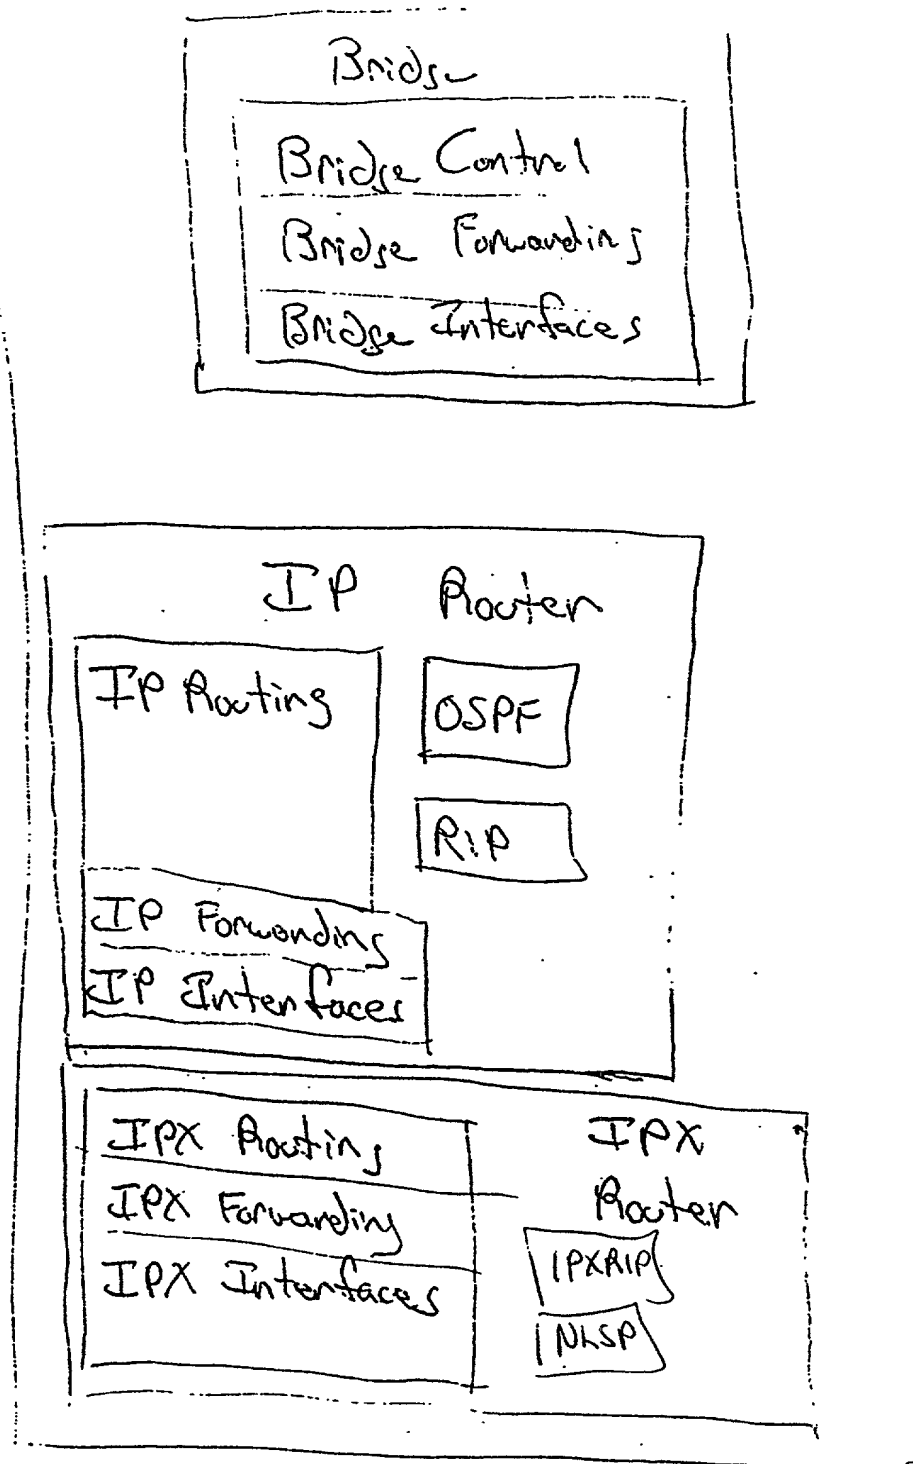 Bridge
Bridge Control
Bridge Forwarding
Bridge Interfaces
IP Router
IP Routing
OSPF
RIP
IP Forwarding
IP Interfaces
IPX Routing
IPX Forwarding
IPX Interfaces
IPX
Router
IPXRIP
NLSP